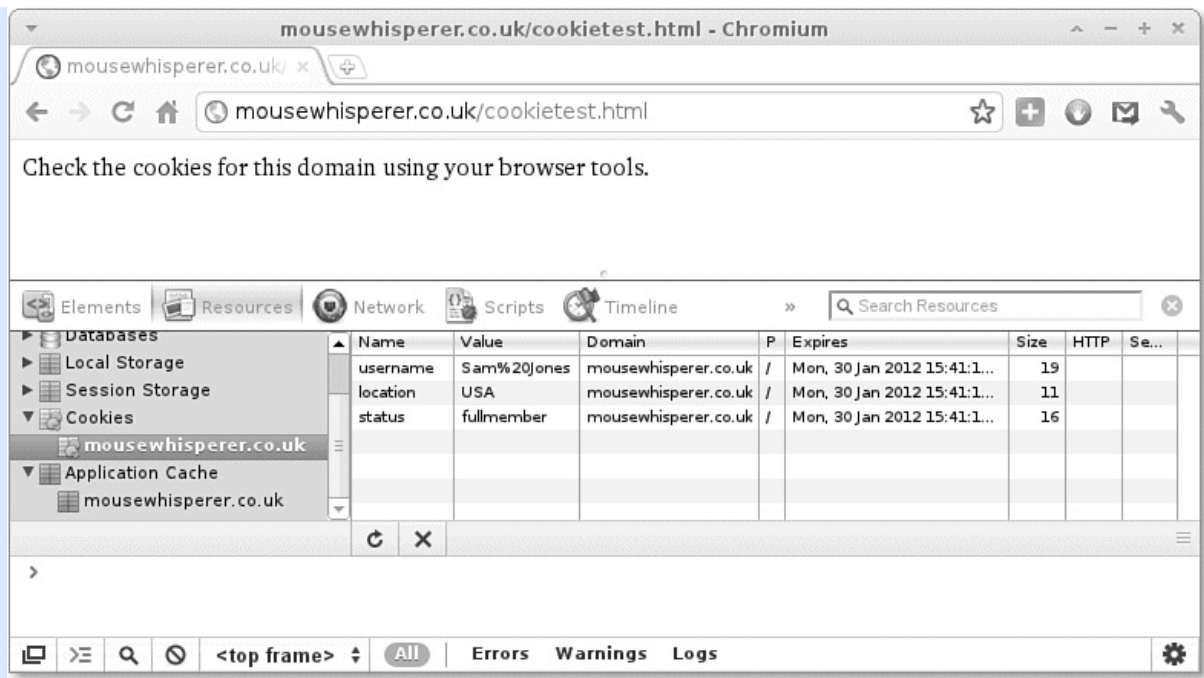 mousewhisperer.co.uk/cookietest.html - Chromium
mousewhisperer.co.uk/
mousewhisperer.co.uk/cookietest.html
Check the cookies for this domain using your browser tools.
Elements Resources Network Scripts Timeline » Search Resources
Databases
Local Storage
Session Storage
Cookies
mousewhisperer.co.uk
Application Cache
mousewhisperer.co.uk
Name Value Domain P Expires Size HTTP Se...
username Sam%20Jones mousewhisperer.co.uk / Mon, 30 Jan 2012 15:41:1... 19
location USA mousewhisperer.co.uk / Mon, 30 Jan 2012 15:41:1... 11
status fullmember mousewhisperer.co.uk / Mon, 30 Jan 2012 15:41:1... 16
>
<top frame> All Errors Warnings Logs